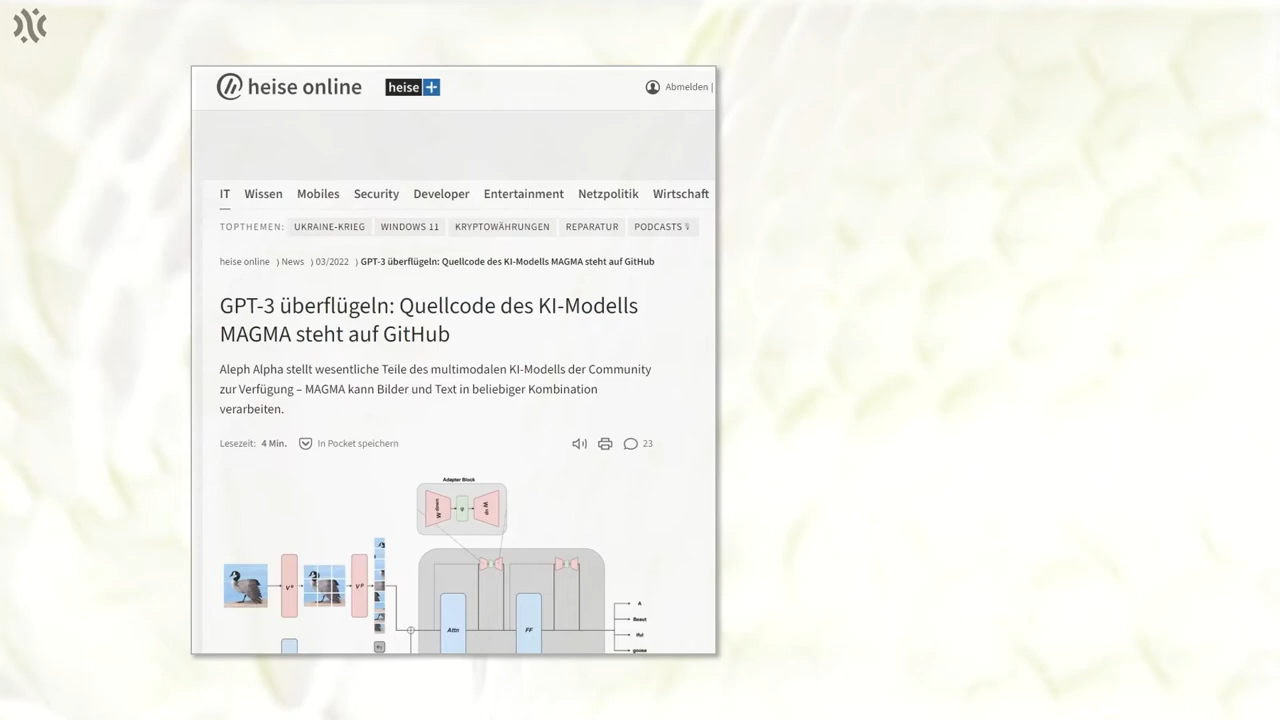 heise online heise + Abmelden |
IT Wissen Mobiles Security Developer Entertainment Netzpolitik Wirtschaft
TOPTHEMEN: UKRAINE-KRIEG WINDOWS 11 KRYPTOWÄHRUNGEN REPARATUR PODCASTS
heise online ⟩ News ⟩ 03/2022 ⟩ GPT-3 überflügeln: Quellcode des KI-Modells MAGMA steht auf GitHub
GPT-3 überflügeln: Quellcode des KI-Modells
MAGMA steht auf GitHub
Aleph Alpha stellt wesentliche Teile des multimodalen KI-Modells der Community
zur Verfügung – MAGMA kann Bilder und Text in beliebiger Kombination
verarbeiten.
Lesezeit: 4 Min. In Pocket speichern 23
Adapter Block
A
Beaut
iful
goose
Attn FF